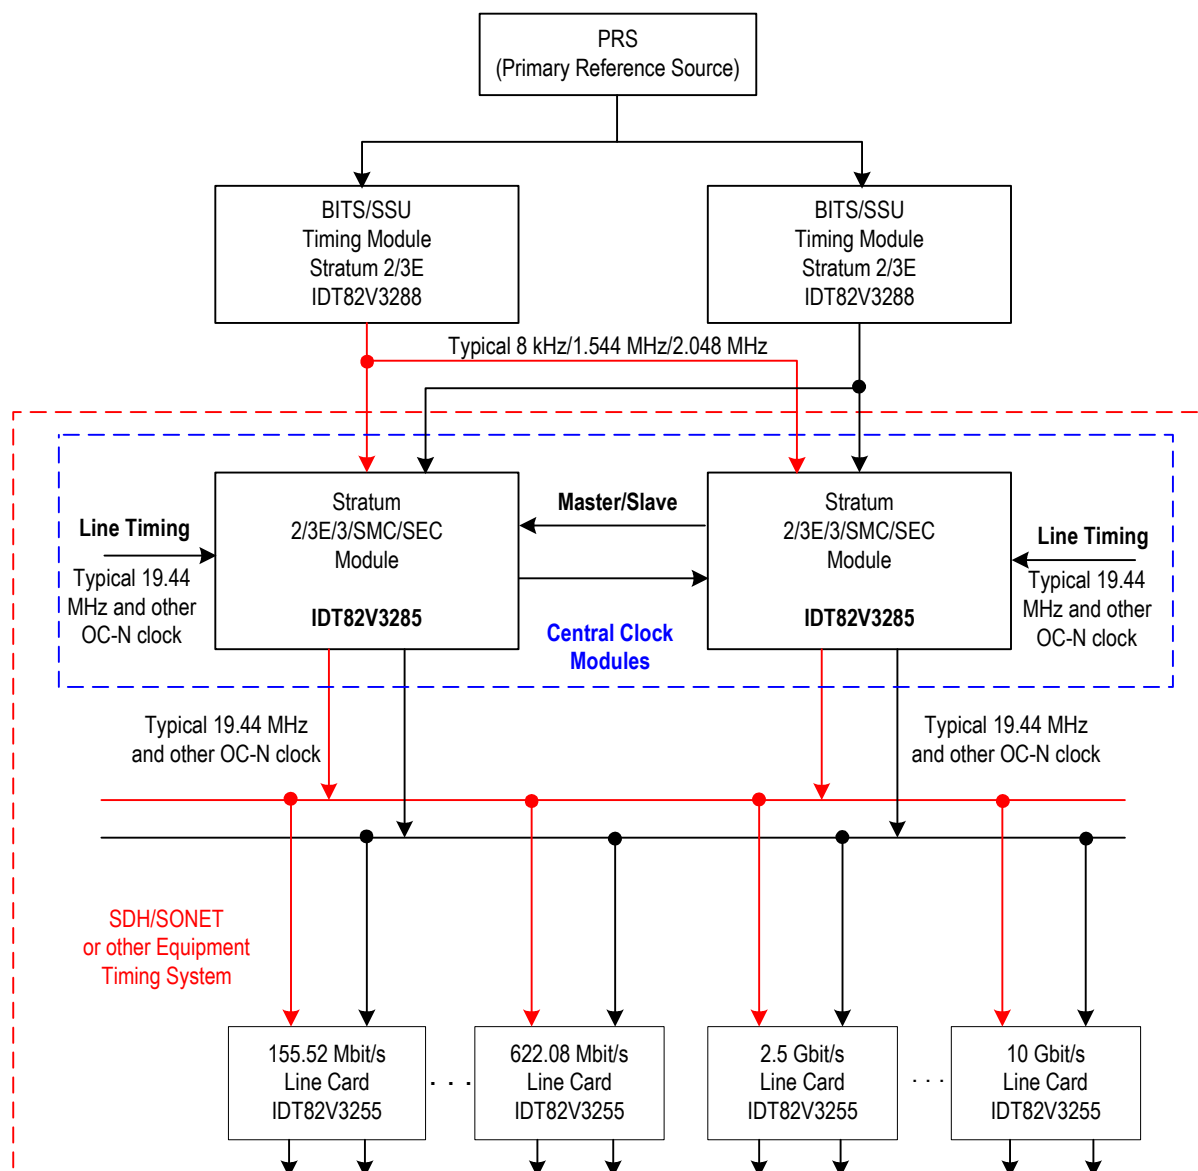 PRS
(Primary Reference Source)
BITS/SSU
Timing Module
Stratum 2/3E
IDT82V3288
BITS/SSU
Timing Module
Stratum 2/3E
IDT82V3288
Typical 8 kHz/1.544 MHz/2.048 MHz
Line Timing
Typical 19.44
MHz and other
OC-N clock
Stratum
2/3E/3/SMC/SEC
Module
IDT82V3285
Master/Slave
Central Clock
Modules
Stratum
2/3E/3/SMC/SEC
Module
IDT82V3285
Line Timing
Typical 19.44
MHz and other
OC-N clock
Typical 19.44 MHz
and other OC-N clock
Typical 19.44 MHz
and other OC-N clock
SDH/SONET
or other Equipment
Timing System
155.52 Mbit/s
Line Card
IDT82V3255
. . .
622.08 Mbit/s
Line Card
IDT82V3255
2.5 Gbit/s
Line Card
IDT82V3255
. . .
10 Gbit/s
Line Card
IDT82V3255